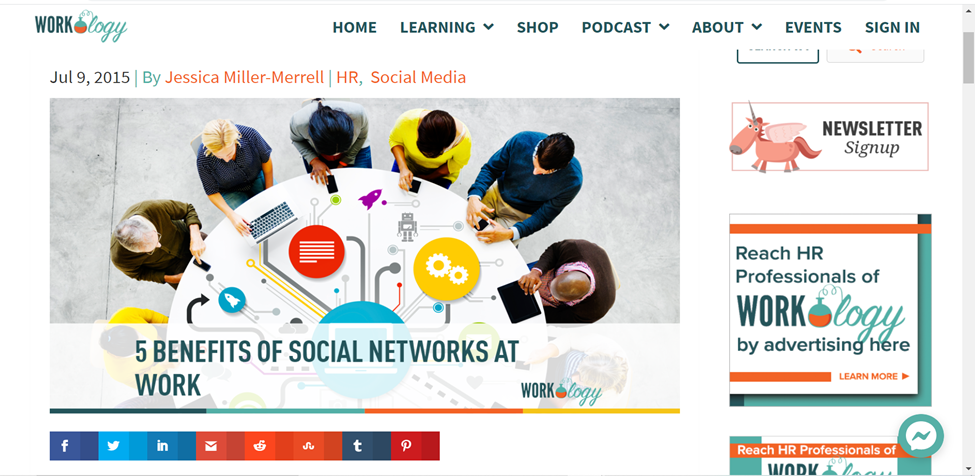 WORKology
HOME LEARNING SHOP PODCAST ABOUT EVENTS SIGN IN
Jul 9, 2015 | By Jessica Miller-Merrell | HR, Social Media
5 BENEFITS OF SOCIAL NETWORKS AT
WORK
WORKology
NEWSLETTER
Signup
Reach HR
Professionals of
WORKology
by advertising here
LEARN MORE
Reach HR Professionals of
WORKology